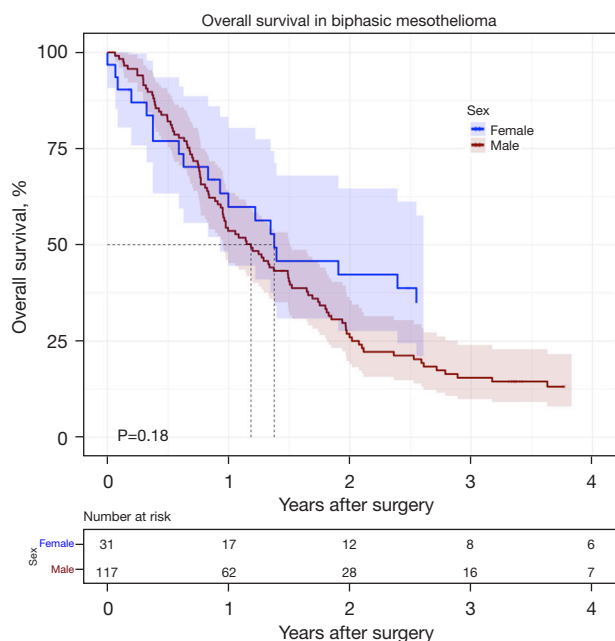 Overall survival in biphasic mesothelioma
100
75
50
25
0
Overall survival, %
Sex
Female
Male
P=0.18
0 1 2 3 4
Years after surgery
Number at risk
Sex
Female 31 17 12 8 6
Male 117 62 28 16 7
0 1 2 3 4
Years after surgery